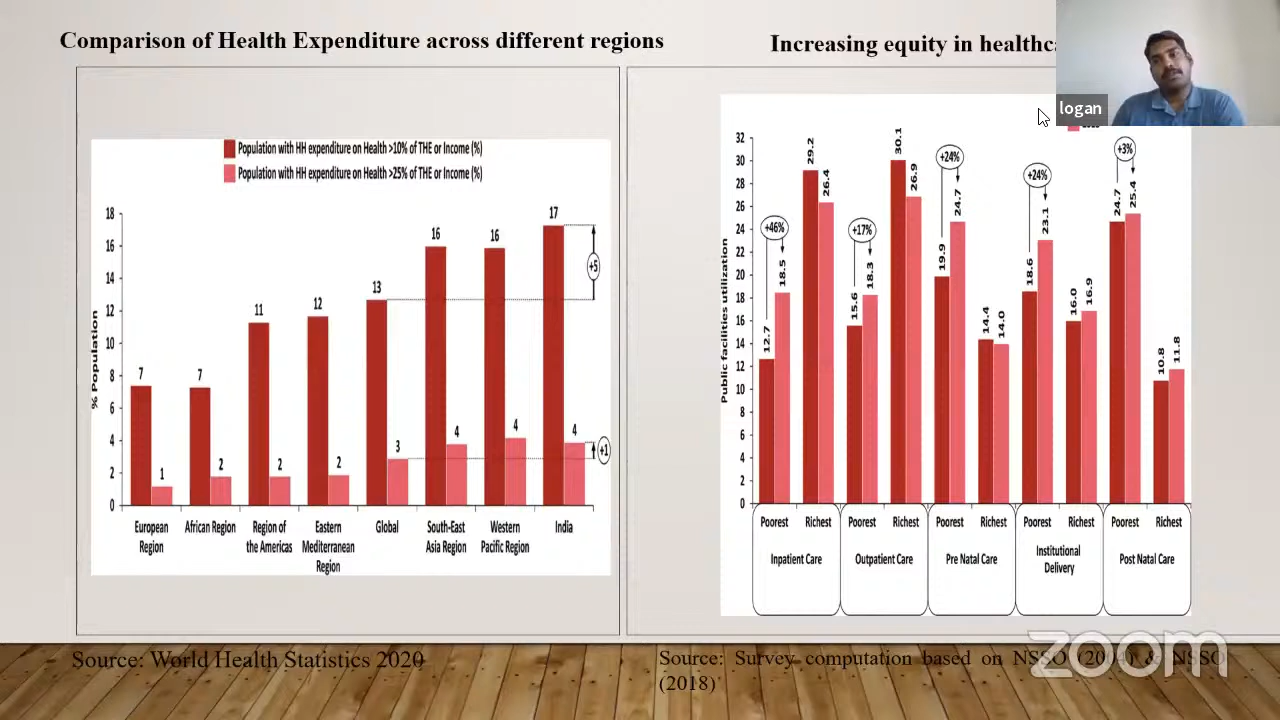 Comparison of Health Expenditure across different regions
Population with HH expenditure on Health >10% of THE or Income (%)
Population with HH expenditure on Health >25% of THE or Income (%)
% Population
18
16
14
12
10
8
6
4
2
0
7
1
7
2
11
2
12
2
13
3
16
4
16
4
17
4
+5
+1
European
Region
African Region
Region of
the Americas
Eastern
Mediterranean
Region
Global
South-East
Asia Region
Western
Pacific Region
India
Source: World Health Statistics 2020
Increasing equity in
logan
Public facilities utilization
32
30
28
26
24
22
20
18
16
14
12
10
8
6
4
2
0
12.7
18.5
+46%
29.2
26.4
15.6
18.3
+17%
30.1
26.9
19.9
24.7
+24%
14.4
14.0
18.6
23.1
+24%
16.0
16.9
24.7
25.4
+3%
10.8
11.8
Poorest Richest
Inpatient Care
Poorest Richest
Outpatient Care
Poorest Richest
Pre Natal Care
Poorest Richest
Institutional
Delivery
Poorest Richest
Post Natal Care
Source: Survey computation based on NSSO & NSSO
(2018)
zoom